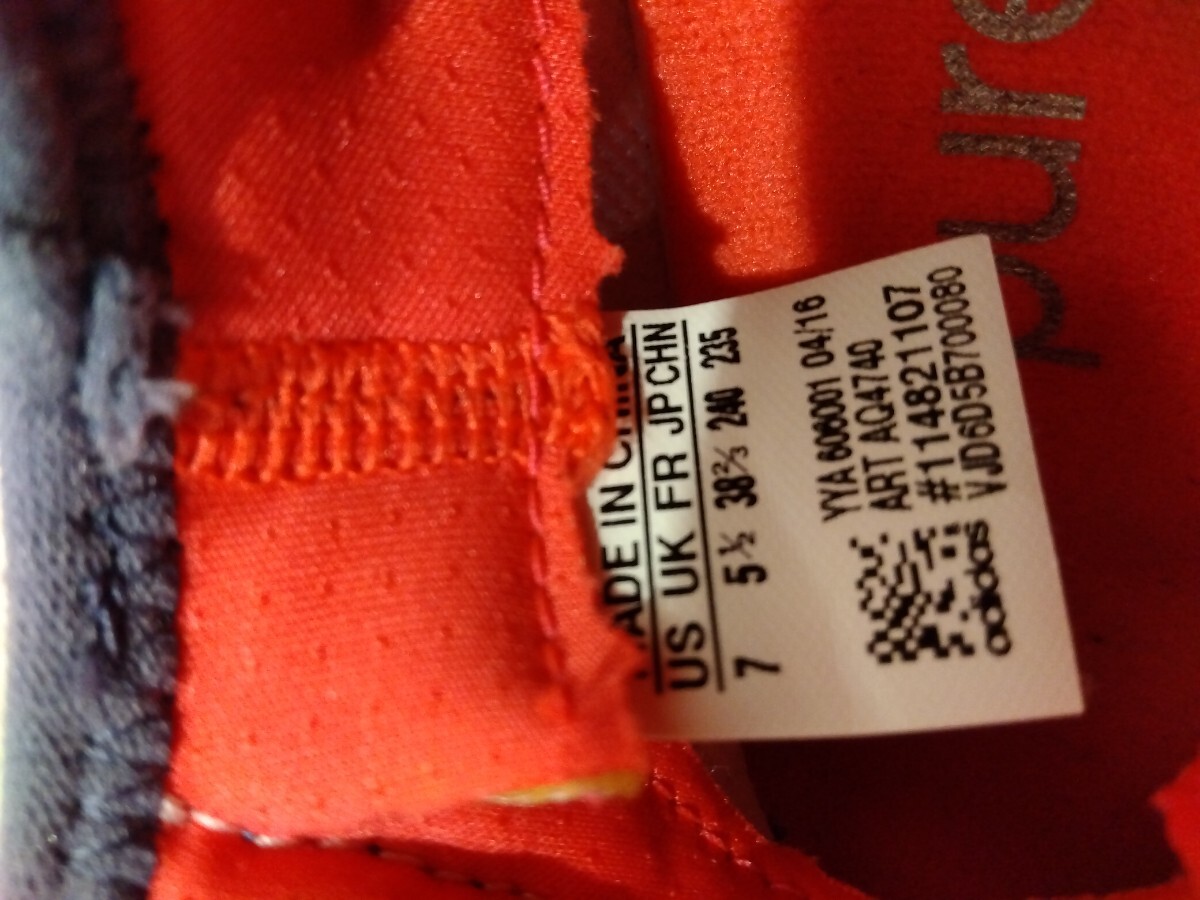 MADE IN CHINA
US UK FR JP CHN
7 5½ 38⅔ 240 235
YYA 606001 04/16
ART AQ4740
#114821107
VJD6D5B700080
adidas
pure